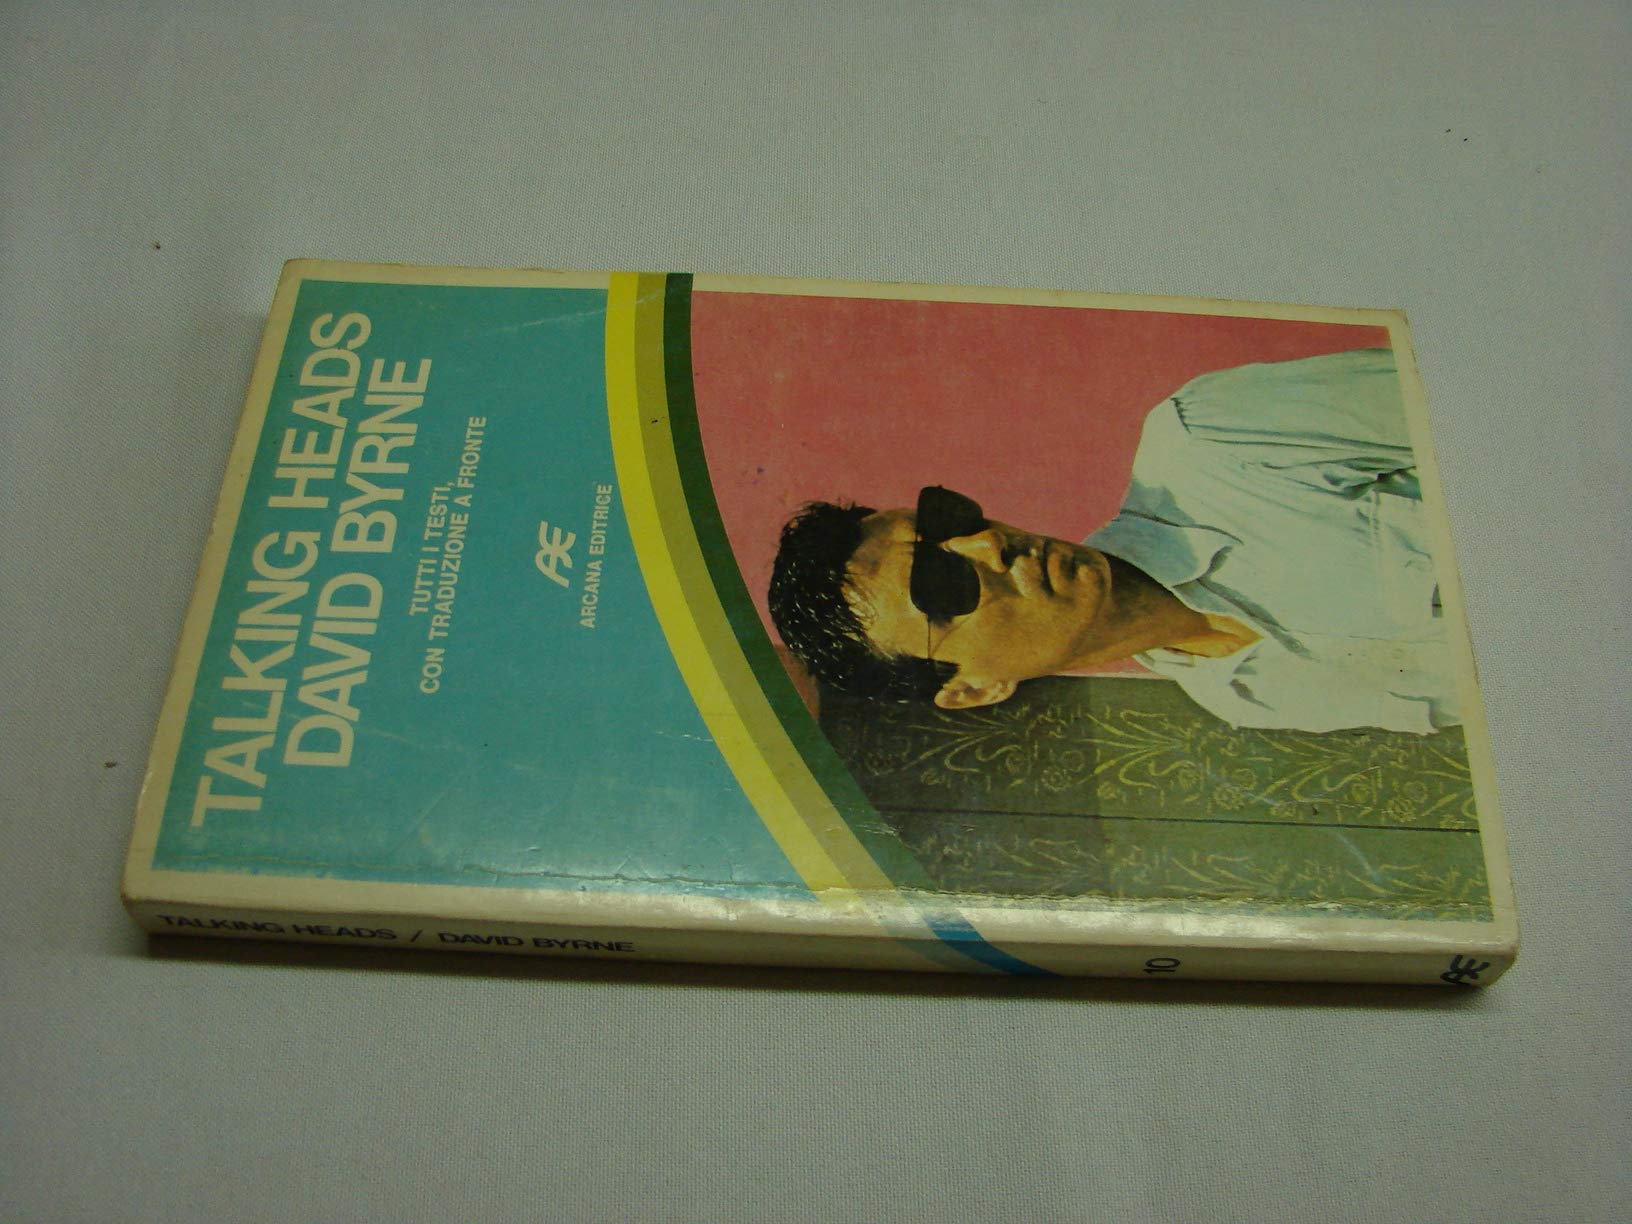 TALKING HEADS
DAVID BYRNE
TUTTI I TESTI,
CON TRADUZIONE A FRONTE
Æ
ARCANA EDITRICE
TALKING HEADS / DAVID BYRNE
10
Æ